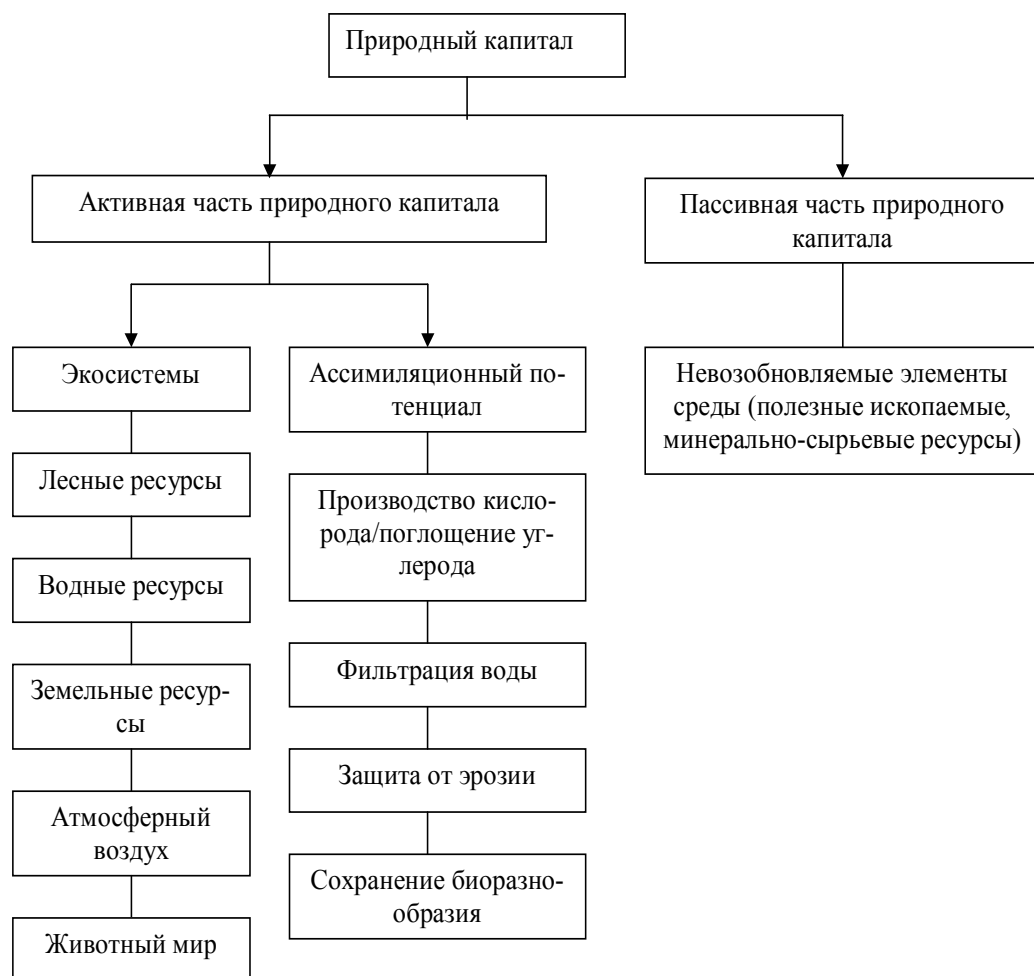 Природный капитал
Активная часть природного капитала
Пассивная часть природного
капитала
Экосистемы
Лесные ресурсы
Водные ресурсы
Земельные ресур-
сы
Атмосферный
воздух
Животный мир
Ассимиляционный по-
тенциал
Производство кисло-
рода/поглощение уг-
лерода
Фильтрация воды
Защита от эрозии
Сохранение биоразно-
образия
Невозобновляемые элементы
среды (полезные ископаемые,
минерально-сырьевые ресурсы)